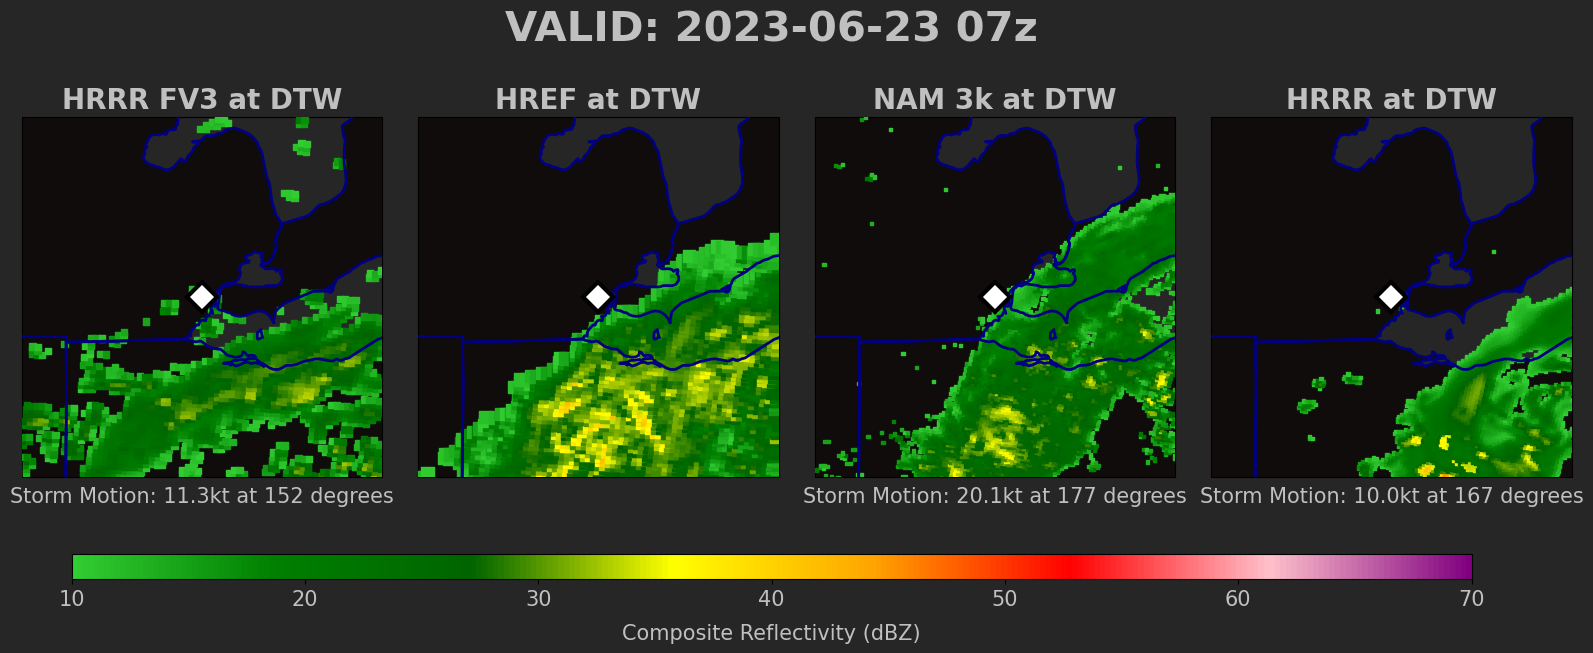 VALID: 2023-06-23 07z
HRRR FV3 at DTW
HREF at DTW
NAM 3k at DTW
HRRR at DTW
Storm Motion: 11.3kt at 152 degrees
Storm Motion: 20.1kt at 177 degrees
Storm Motion: 10.0kt at 167 degrees
10 20 30 40 50 60 70
Composite Reflectivity (dBZ)